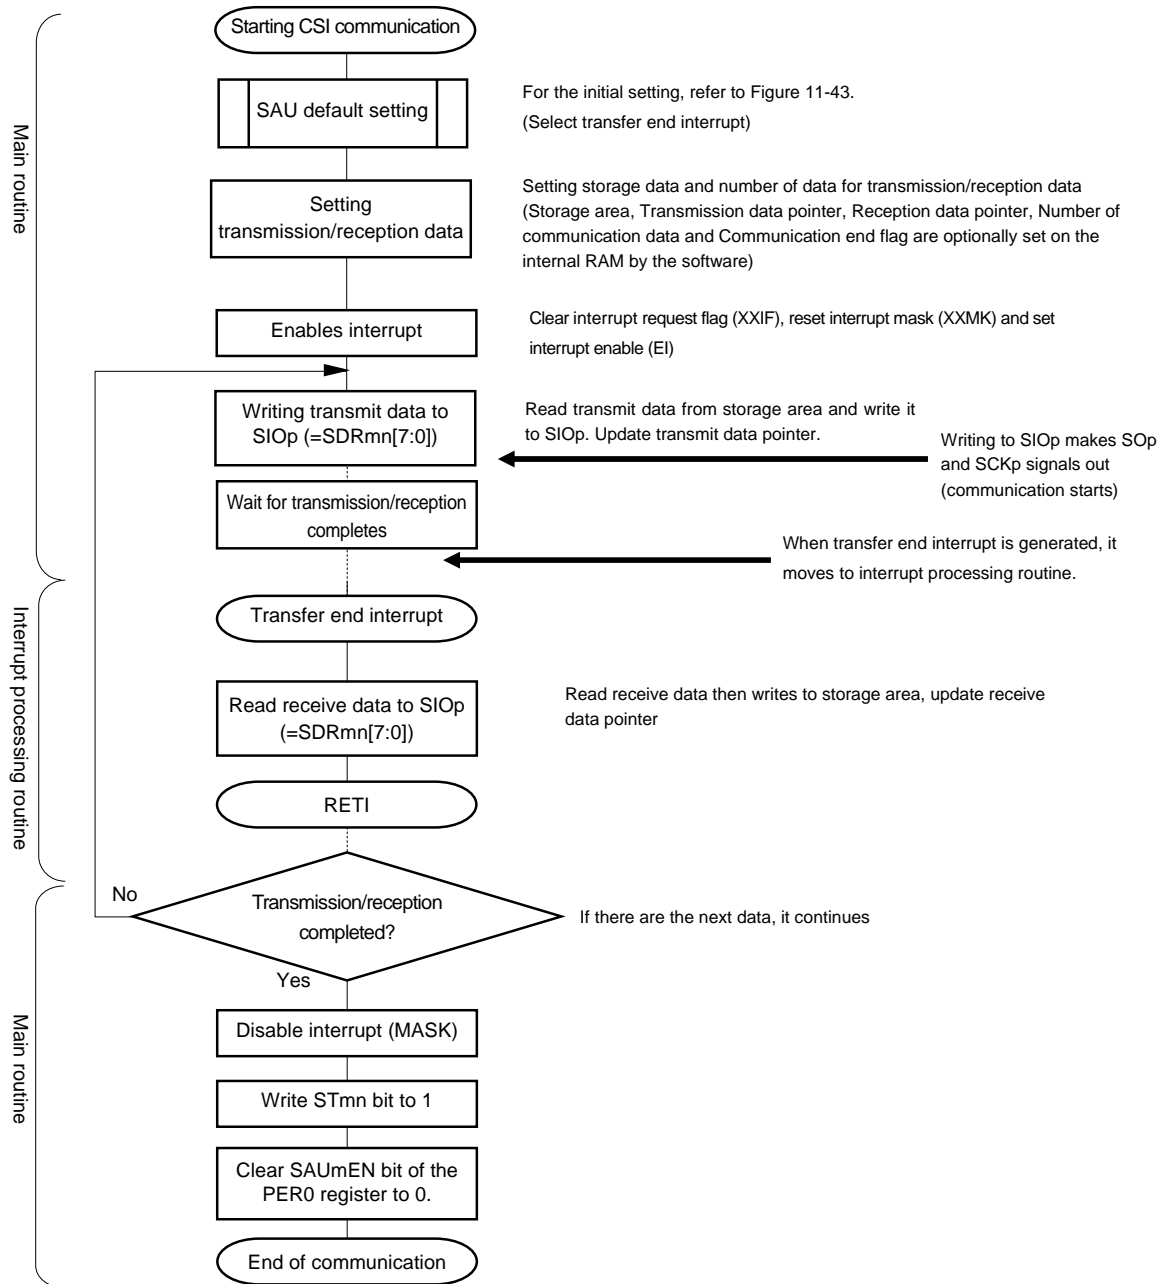 Starting CSI communication
SAU default setting
For the initial setting, refer to Figure 11-43.
(Select transfer end interrupt)
Main routine
Setting
transmission/reception data
Setting storage data and number of data for transmission/reception data
(Storage area, Transmission data pointer, Reception data pointer, Number of
communication data and Communication end flag are optionally set on the
internal RAM by the software)
Enables interrupt
Clear interrupt request flag (XXIF), reset interrupt mask (XXMK) and set
interrupt enable (EI)
Writing transmit data to
SIOp (=SDRmn[7:0])
Read transmit data from storage area and write it
to SIOp. Update transmit data pointer.
Writing to SIOp makes SOp
and SCKp signals out
(communication starts)
Wait for transmission/reception
completes
When transfer end interrupt is generated, it
moves to interrupt processing routine.
Interrupt processing routine
Transfer end interrupt
Read receive data to SIOp
(=SDRmn[7:0])
Read receive data then writes to storage area, update receive
data pointer
RETI
No
Transmission/reception
completed?
If there are the next data, it continues
Yes
Main routine
Disable interrupt (MASK)
Write STmn bit to 1
Clear SAUmEN bit of the
PER0 register to 0.
End of communication